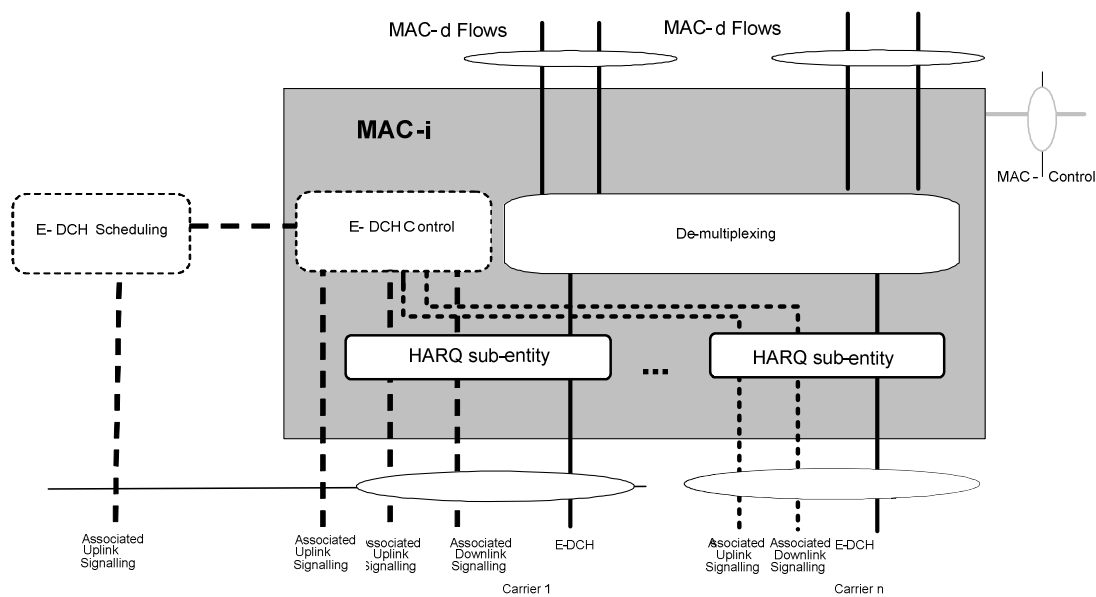 MAC-d Flows
MAC-d Flows
MAC-i
MAC- Control
E- DCH Scheduling
E- DCH Control
De-multiplexing
HARQ sub-entity
...
HARQ sub-entity
Associated
Uplink
Signalling
Associated
Uplink
Signalling
Associated
Uplink
Signalling
Associated
Downlink
Signalling
E-DCH
Associated
Uplink
Signalling
Associated
Downlink
Signalling
E-DCH
Carrier 1
Carrier n